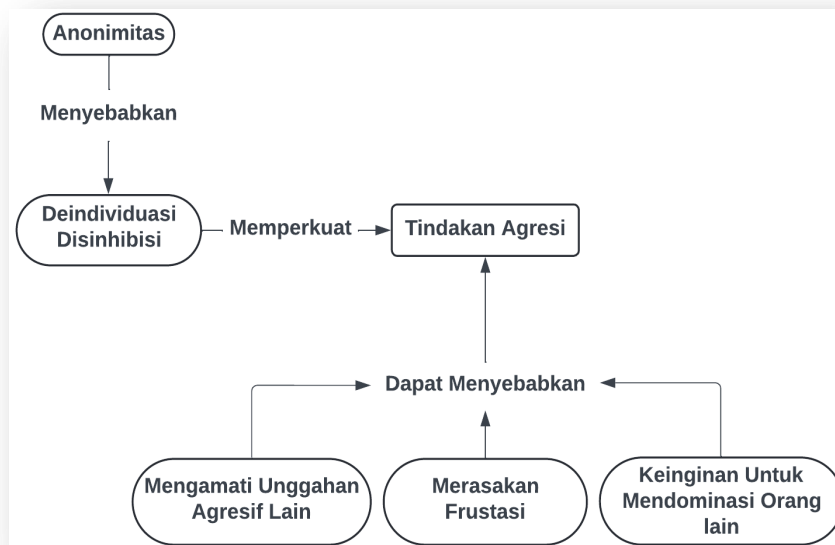 Anonimitas
Menyebabkan
Deindividuasi
Disinhibisi
Memperkuat
Tindakan Agresi
Dapat Menyebabkan
Mengamati Unggahan
Agresif Lain
Merasakan
Frustasi
Keinginan Untuk
Mendominasi Orang
lain